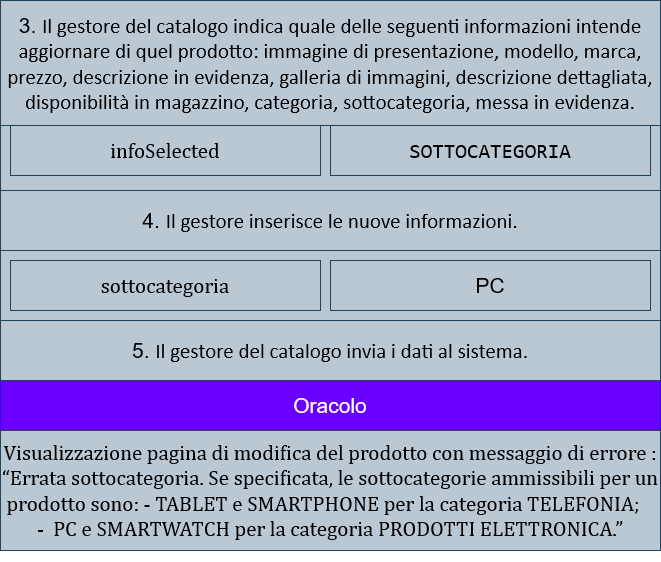 3. Il gestore del catalogo indica quale delle seguenti informazioni intende
aggiornare di quel prodotto: immagine di presentazione, modello, marca,
prezzo, descrizione in evidenza, galleria di immagini, descrizione dettagliata,
disponibilità in magazzino, categoria, sottocategoria, messa in evidenza.
infoSelected
SOTTOCATEGORIA
4. Il gestore inserisce le nuove informazioni.
sottocategoria
PC
5. Il gestore del catalogo invia i dati al sistema.
Oracolo
Visualizzazione pagina di modifica del prodotto con messaggio di errore :
“Errata sottocategoria. Se specificata, le sottocategorie ammissibili per un
prodotto sono: - TABLET e SMARTPHONE per la categoria TELEFONIA;
- PC e SMARTWATCH per la categoria PRODOTTI ELETTRONICA.”